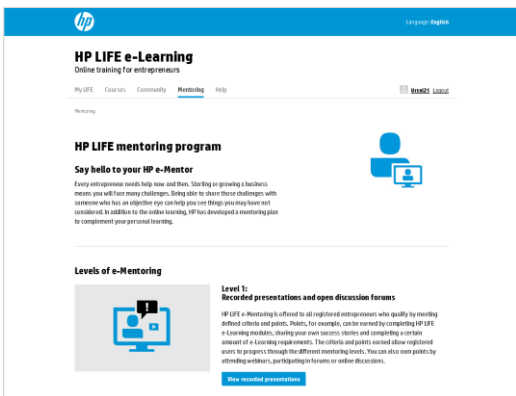 hp
Language: English
HP LIFE e-Learning
Online training for entrepreneurs
My LIFE Courses Community Mentoring Help
Logout
Mentoring
HP LIFE mentoring program
Say hello to your HP e-Mentor
Every entrepreneur needs help now and then. Starting or growing a business
means you will face many challenges. Being able to share those challenges with
someone who has an objective eye can help you see things you may have not
considered. In addition to the online learning, HP has developed a mentoring plan
to complement your personal learning.
Levels of e-Mentoring
!
Level 1:
Recorded presentations and open discussion forums
HP LIFE e-Mentoring is offered to all registered entrepreneurs who qualify by meeting
defined criteria and points. Points, for example, can be earned by completing HP LIFE
e-Learning modules, sharing your own success stories and completing a certain
amount of e-Learning requirements. The criteria and points earned allow registered
users to progress through the different mentoring levels. You can also earn points by
attending webinars, participating in forums or online discussions.
View recorded presentations